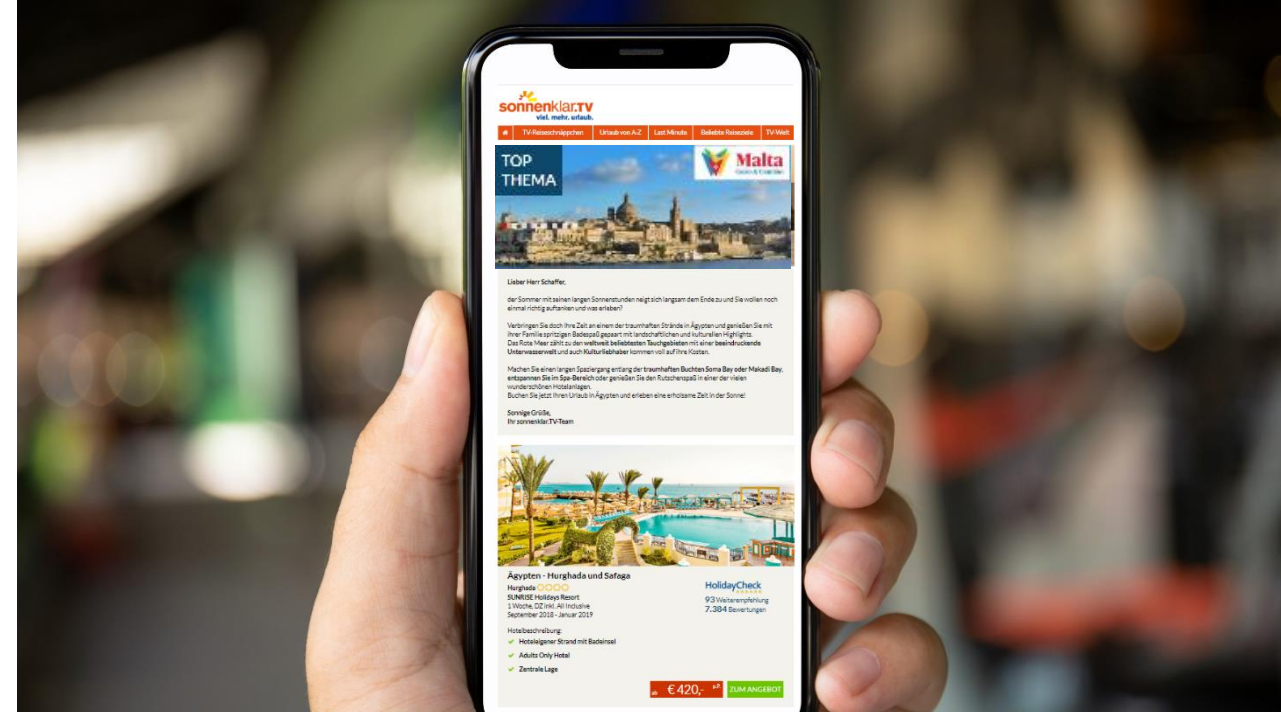 sonnenklar.TV
viel. mehr. urlaub.
TV-Reiseschnäppchen Urlaub von A-Z Last Minute Beliebte Reiseziele TV-Welt
TOP
THEMA
Malta
Lieber Herr Schaffer,
der Sommer mit seinen langen Sonnenstunden neigt sich langsam dem Ende zu und Sie wollen noch
einmal richtig auftanken und was erleben?
Verbringen Sie doch Ihre Zeit an einem der traumhaften Strände in Ägypten und genießen Sie mit
ihrer Familie spritzigen Badespaß gepaart mit landschaftlichen und kulturellen Highlights.
Das Rote Meer zählt zu den weltweit beliebtesten Tauchgebieten mit einer beeindruckende
Unterwasserwelt und auch Kulturliebhaber kommen voll auf ihre Kosten.
Machen Sie einen langen Spaziergang entlang der traumhaften Buchten Soma Bay oder Makadi Bay,
entspannen Sie im Spa-Bereich oder genießen Sie den Rutschenspaß in einer der vielen
wunderschönen Hotelanlagen.
Buchen Sie jetzt Ihren Urlaub in Ägypten und erleben eine erholsame Zeit in der Sonne!
Sonnige Grüße,
Ihr sonnenklar.TV-Team
Ägypten - Hurghada und Safaga
Hurghada
SUNRISE Holidays Resort
1 Woche, DZ inkl. All Inclusive
September 2018 - Januar 2019
HolidayCheck
93 Weiterempfehlung
7.384 Bewertungen
Hotelbeschreibung:
Hoteleigener Strand mit Badeinsel
Adults Only Hotel
Zentrale Lage
ab € 420,- p.P. ZUM ANGEBOT